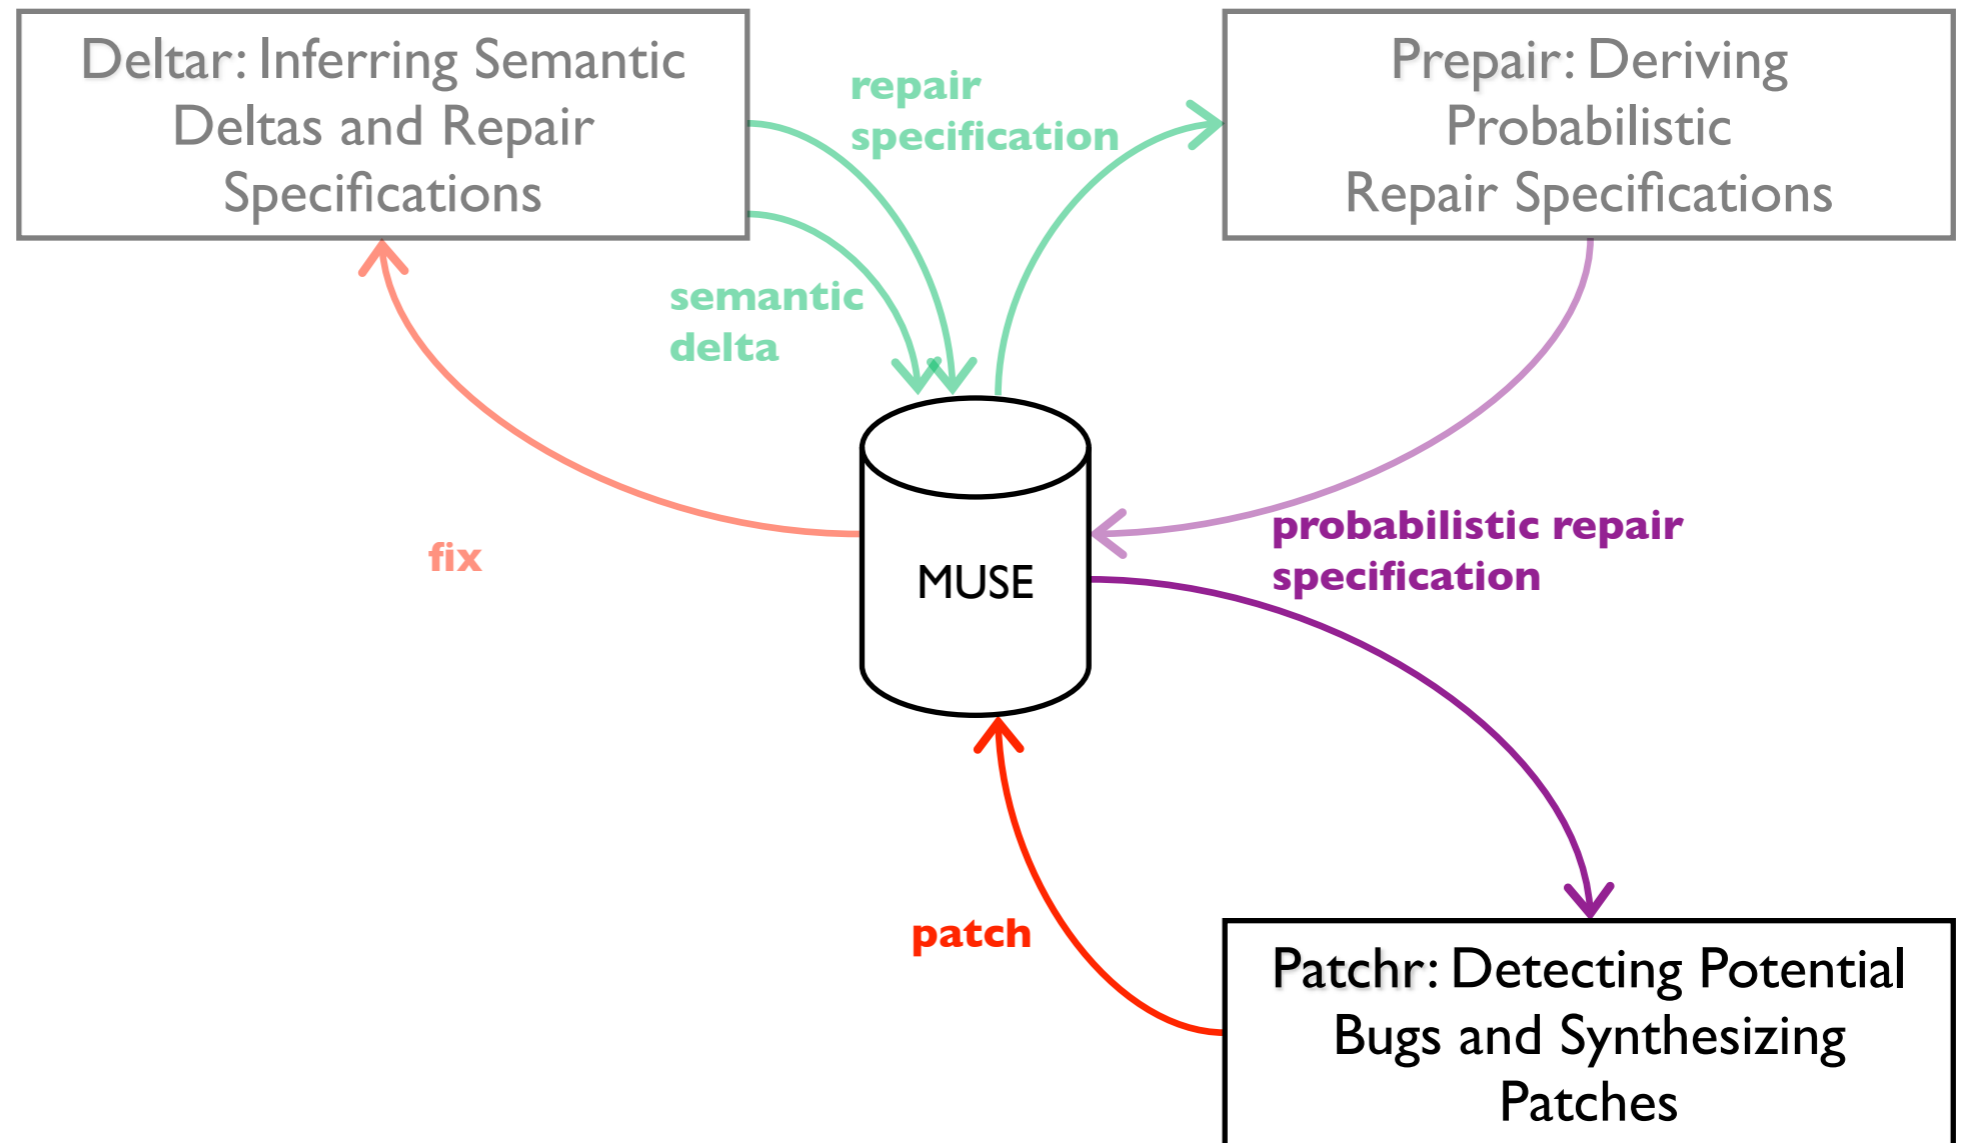 Deltar: Inferring Semantic
Deltas and Repair
Specifications
repair
specification
Prepair: Deriving
Probabilistic
Repair Specifications
semantic
delta
fix
MUSE
probabilistic repair
specification
patch
Patchr: Detecting Potential
Bugs and Synthesizing
Patches